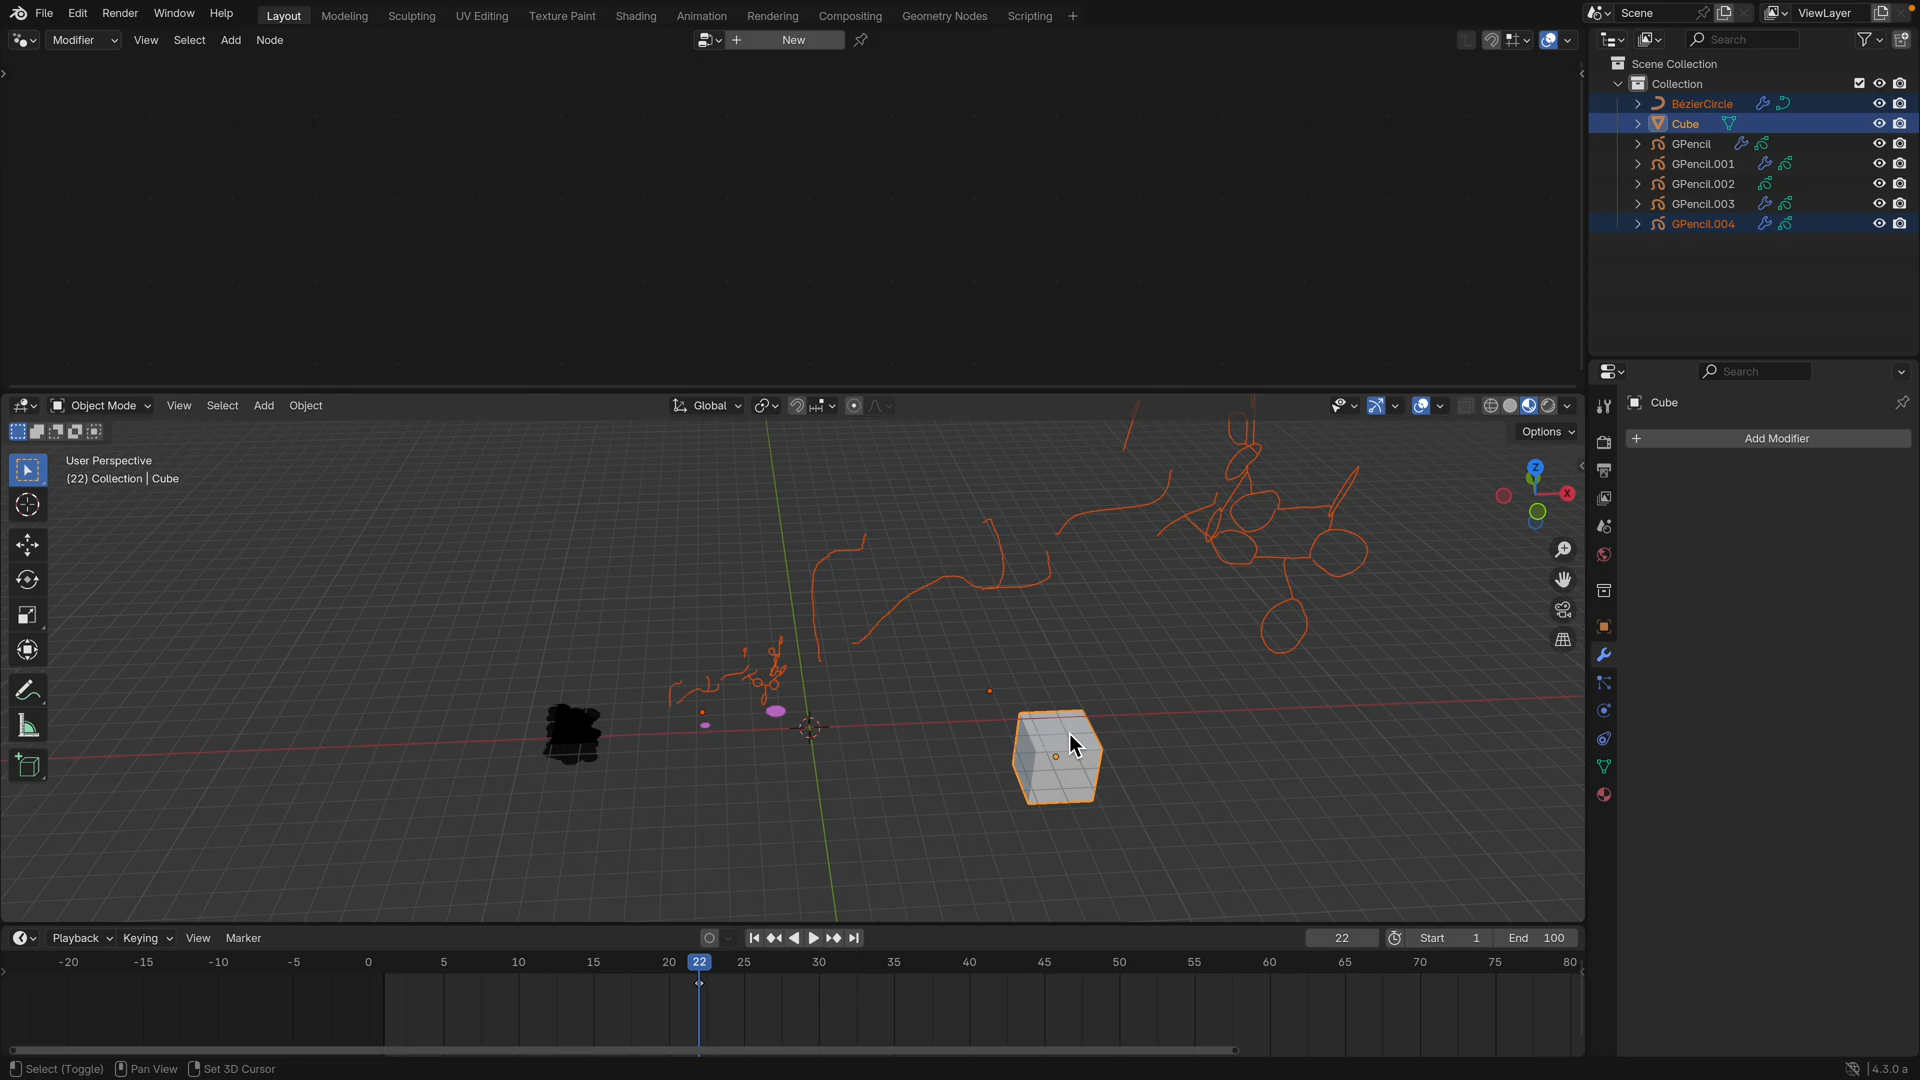 File Edit Render Window Help Layout Modeling Sculpting UV Editing Texture Paint Shading Animation Rendering Compositing Geometry Nodes Scripting + Scene ViewLayer
Modifier View Select Add Node + New Search
Scene Collection
Collection
BézierCircle
Cube
GPencil
GPencil.001
GPencil.002
GPencil.003
GPencil.004
Search
Cube
+ Add Modifier
Object Mode View Select Add Object Global
Options
User Perspective
(22) Collection | Cube
Z
X
Playback Keying View Marker 22 Start 1 End 100
-20 -15 -10 -5 0 5 10 15 20 22 25 30 35 40 45 50 55 60 65 70 75 80
Select (Toggle) Pan View Set 3D Cursor 4.3.0 a